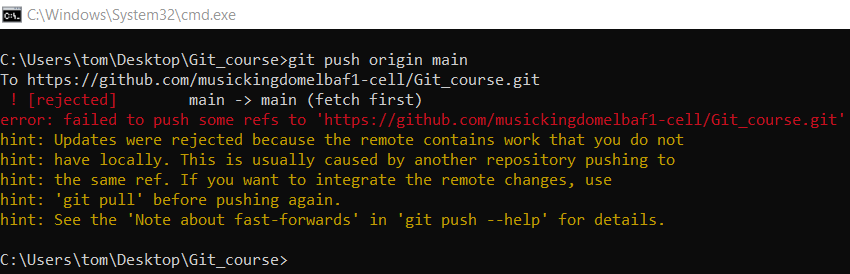 C:\Windows\System32\cmd.exe
C:\Users\tom\Desktop\Git_course>git push origin main
To https://github.com/musickingdomelbaf1-cell/Git_course.git
 ! [rejected]        main -> main (fetch first)
error: failed to push some refs to 'https://github.com/musickingdomelbaf1-cell/Git_course.git'
hint: Updates were rejected because the remote contains work that you do not
hint: have locally. This is usually caused by another repository pushing to
hint: the same ref. If you want to integrate the remote changes, use
hint: 'git pull' before pushing again.
hint: See the 'Note about fast-forwards' in 'git push --help' for details.
C:\Users\tom\Desktop\Git_course>